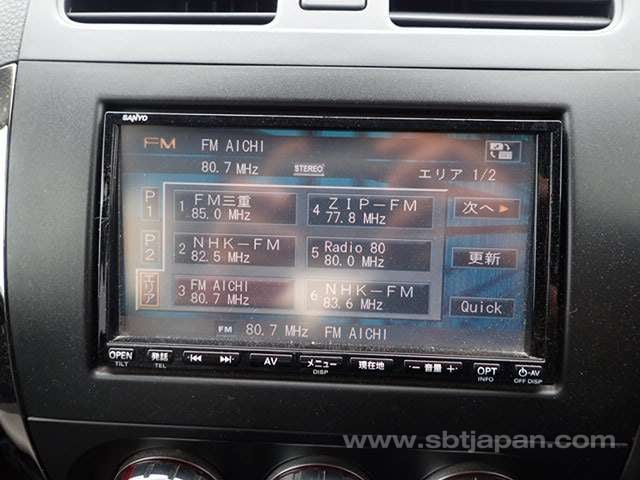 SANYO
FM FM AICHI
80.7 MHz STEREO エリア 1/2
P1
1 FM三重
85.0 MHz
4 ZIP-FM
77.8 MHz
次へ ▶
P2
2 NHK-FM
82.5 MHz
5 Radio 80
80.0 MHz
更新
エリア
3 FM AICHI
80.7 MHz
6 NHK-FM
83.6 MHz
Quick
FM 80.7 MHz FM AICHI
OPEN 発話 AV メニュー 現在地 - 音量 + OPT -AV
TILT TEL DISP INFO OFF DISP
www.sbtjapan.com